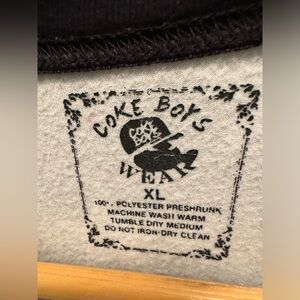 COKE BOYS
WEAR
XL
100% POLYESTER PRESHRUNK
MACHINE WASH WARM
TUMBLE DRY MEDIUM
DO NOT IRON-DRY CLEAN